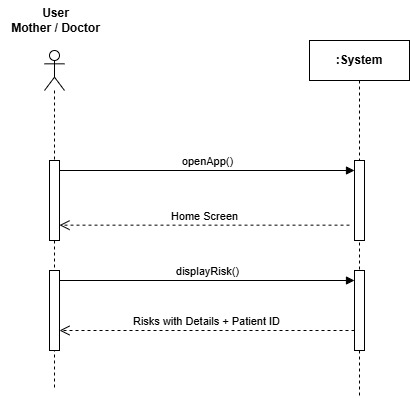 User
Mother / Doctor
:System
openApp()
Home Screen
displayRisk()
Risks with Details + Patient ID